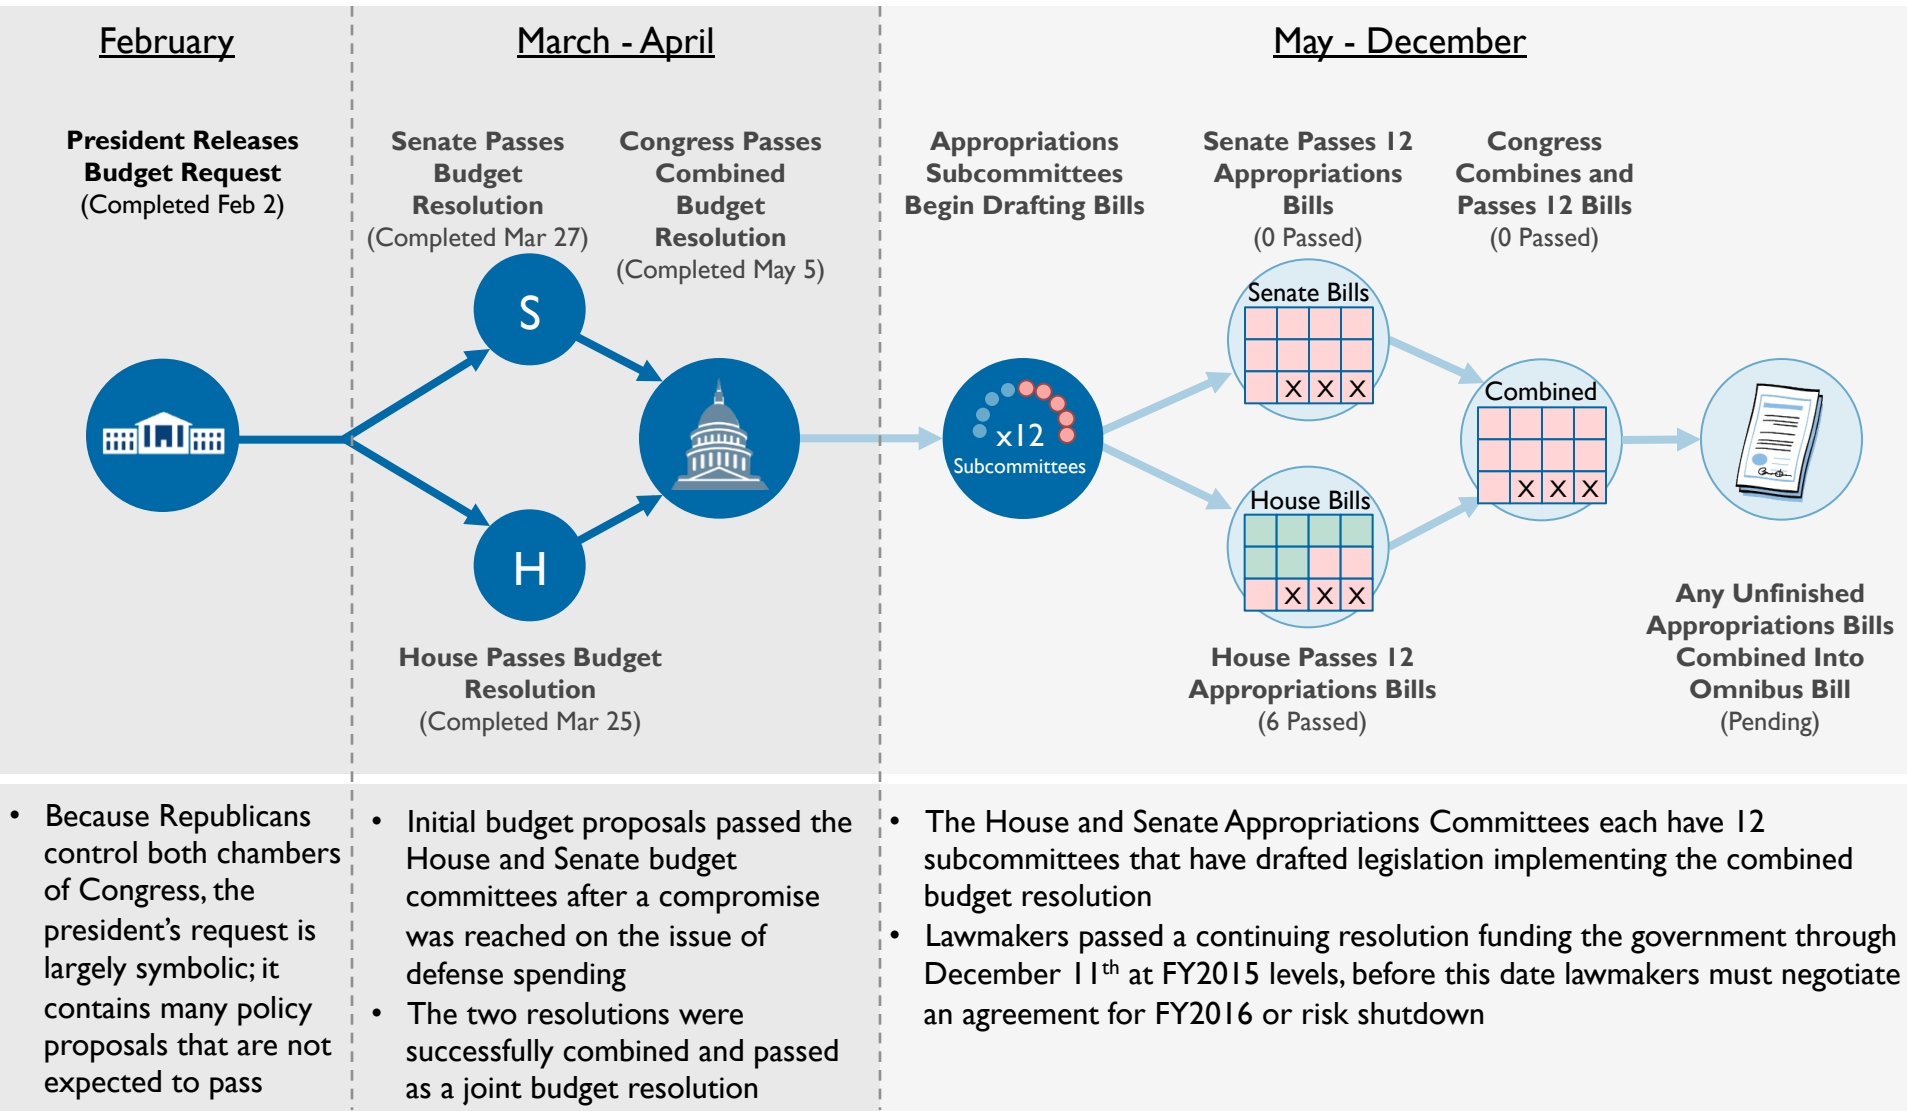 February
President Releases
Budget Request
(Completed Feb 2)
March - April
Senate Passes
Budget
Resolution
(Completed Mar 27)
Congress Passes
Combined
Budget
Resolution
(Completed May 5)
S
H
House Passes Budget
Resolution
(Completed Mar 25)
May - December
Appropriations
Subcommittees
Begin Drafting Bills
x12
Subcommittees
Senate Passes 12
Appropriations
Bills
(0 Passed)
Senate Bills
X X X
House Bills
X X X
House Passes 12
Appropriations Bills
(6 Passed)
Congress
Combines and
Passes 12 Bills
(0 Passed)
Combined
X X X
Any Unfinished
Appropriations Bills
Combined Into
Omnibus Bill
(Pending)
• Because Republicans
control both chambers
of Congress, the
president’s request is
largely symbolic; it
contains many policy
proposals that are not
expected to pass
• Initial budget proposals passed the
House and Senate budget
committees after a compromise
was reached on the issue of
defense spending
• The two resolutions were
successfully combined and passed
as a joint budget resolution
• The House and Senate Appropriations Committees each have 12
subcommittees that have drafted legislation implementing the combined
budget resolution
• Lawmakers passed a continuing resolution funding the government through
December 11th at FY2015 levels, before this date lawmakers must negotiate
an agreement for FY2016 or risk shutdown